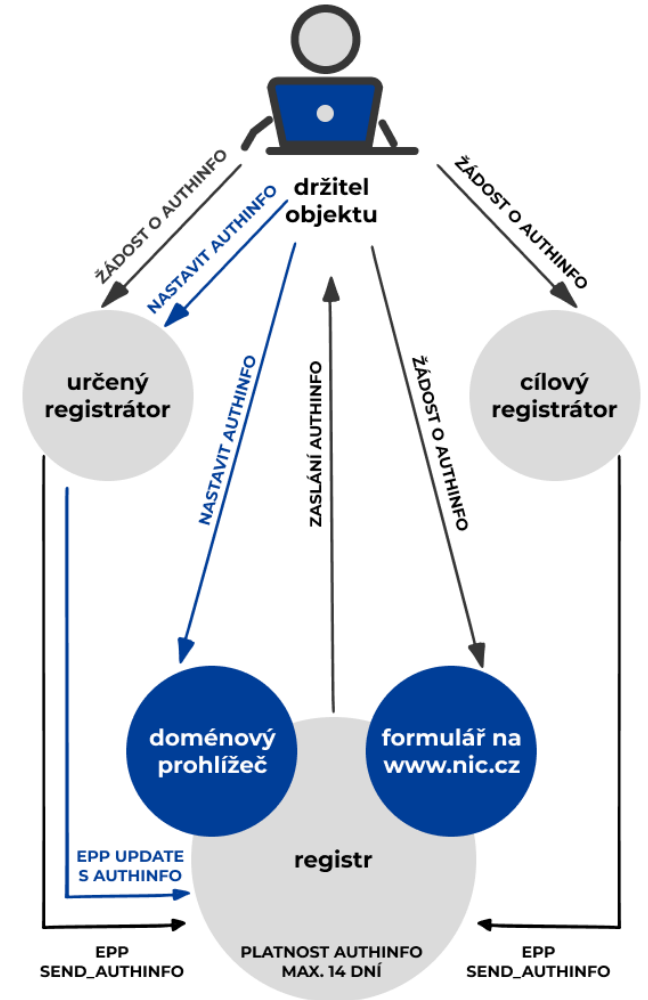 držitel
objektu
ŽÁDOST O AUTHINFO
NASTAVIT AUTHINFO
ŽÁDOST O AUTHINFO
určený
registrátor
cílový
registrátor
NASTAVIT AUTHINFO
ZASLÁNÍ AUTHINFO
ŽÁDOST O AUTHINFO
doménový
prohlížeč
formulář na
www.nic.cz
registr
EPP UPDATE
S AUTHINFO
EPP
SEND_AUTHINFO
PLATNOST AUTHINFO
MAX. 14 DNÍ
EPP
SEND_AUTHINFO